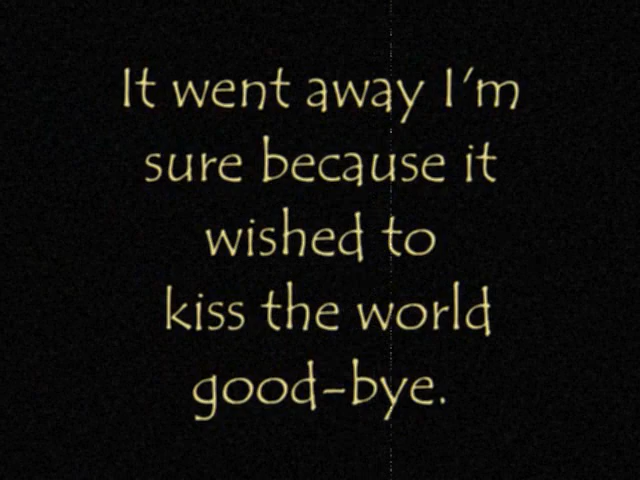 It went away I'm
sure because it
wished to
kiss the world
good-bye.